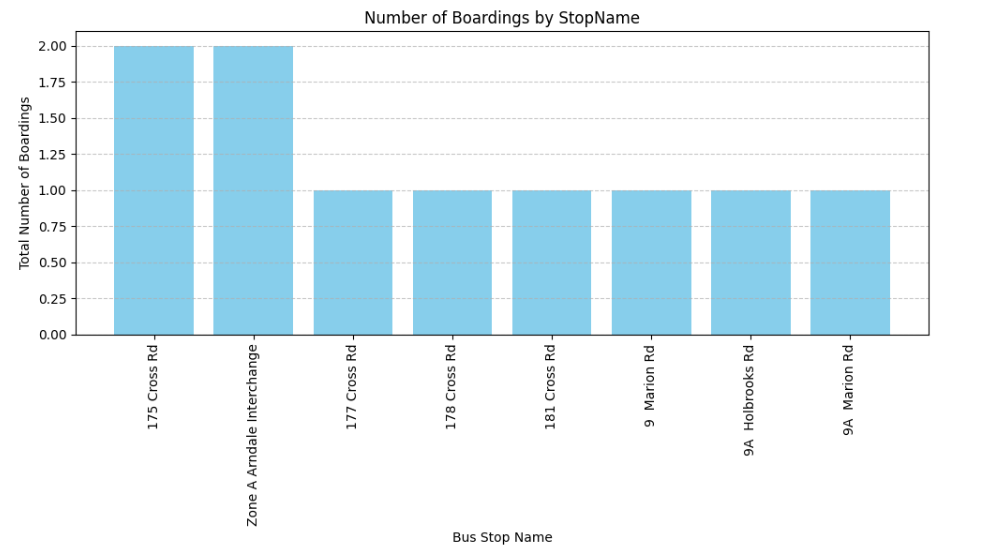 Number of Boardings by StopName
Total Number of Boardings
2.00
1.75
1.50
1.25
1.00
0.75
0.50
0.25
0.00
175 Cross Rd
Zone A Arndale Interchange
177 Cross Rd
178 Cross Rd
181 Cross Rd
9  Marion Rd
9A  Holbrooks Rd
9A  Marion Rd
Bus Stop Name